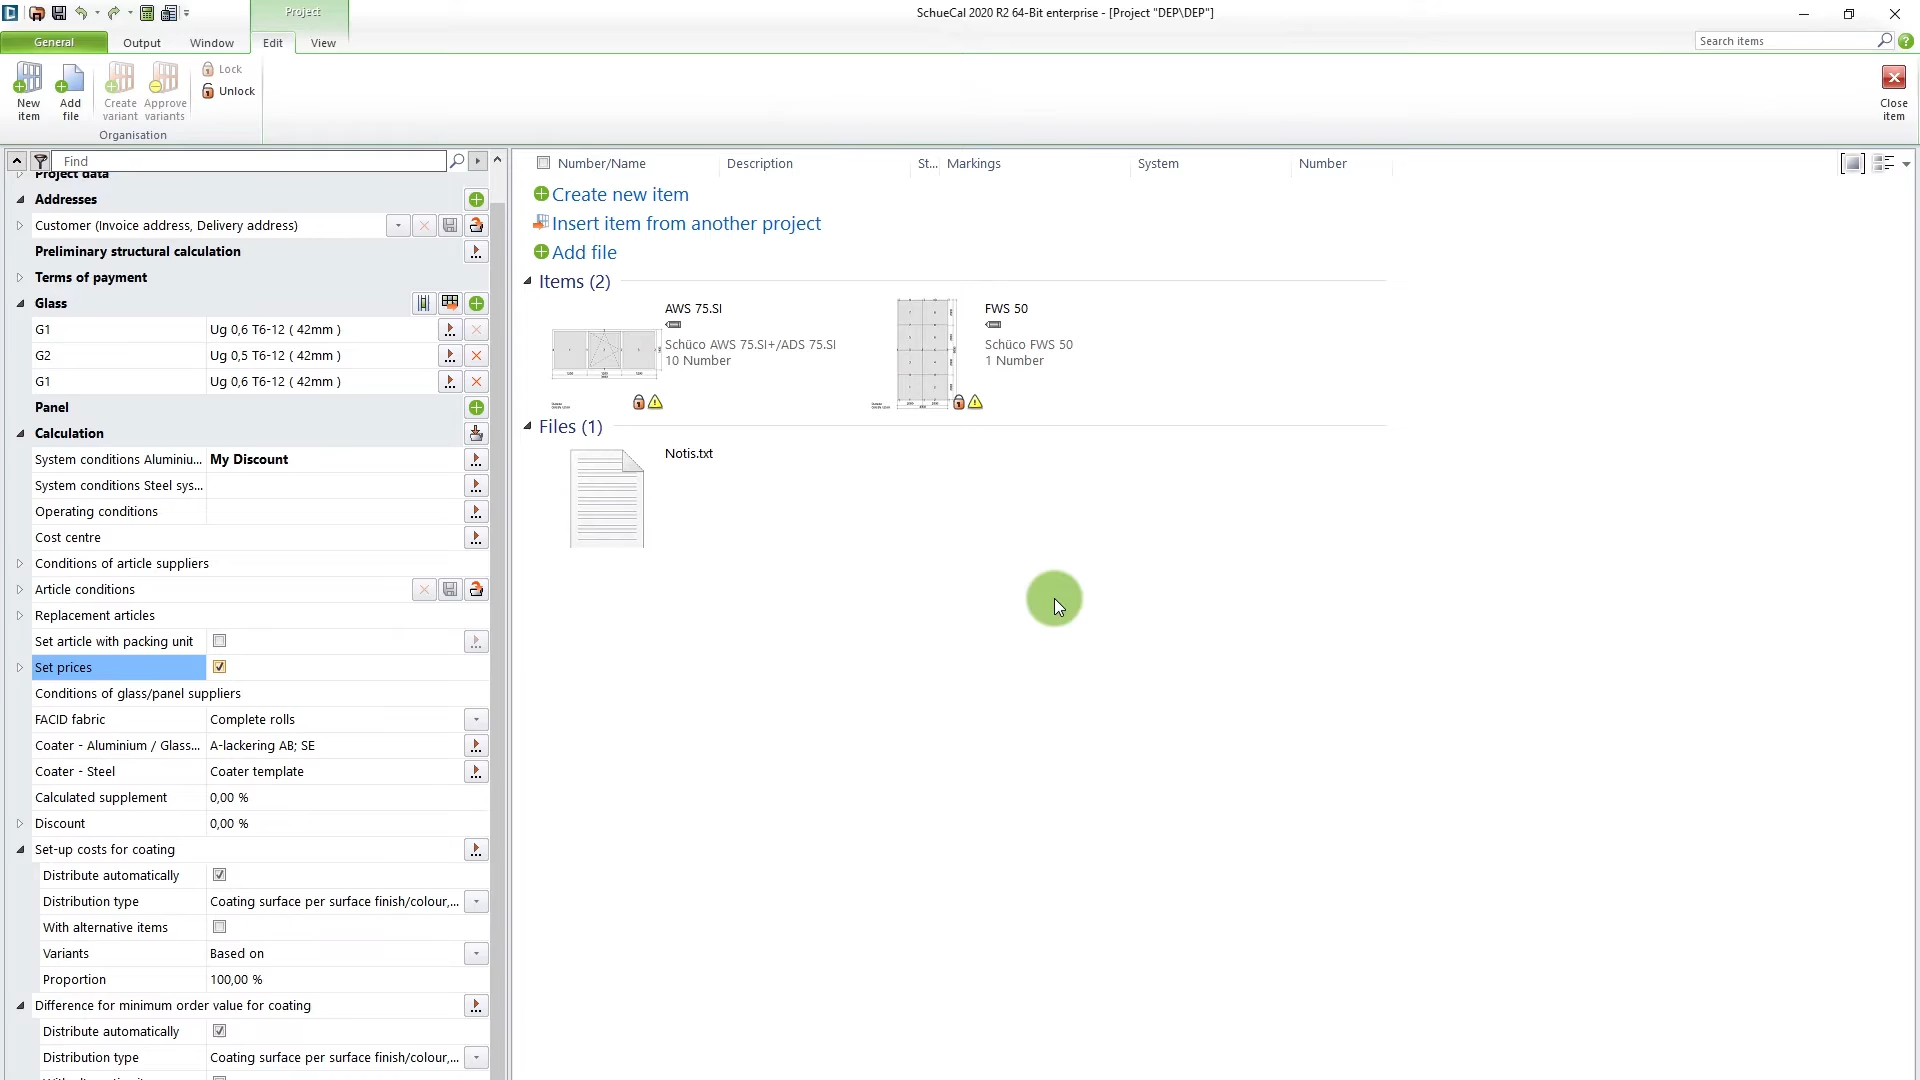 Project
SchueCal 2020 R2 64-Bit enterprise - [Project "DEP\DEP"]
General
Output
Window
Edit
View
Search items
New item
Add file
Create variant
Approve variants
Lock
Unlock
Organisation
Close item
Find
Project data
Addresses
Customer (Invoice address, Delivery address)
Preliminary structural calculation
Terms of payment
Glass
G1 Ug 0,6 T6-12 ( 42mm )
G2 Ug 0,5 T6-12 ( 42mm )
G1 Ug 0,6 T6-12 ( 42mm )
Panel
Calculation
System conditions Aluminiu... My Discount
System conditions Steel sys...
Operating conditions
Cost centre
Conditions of article suppliers
Article conditions
Replacement articles
Set article with packing unit
Set prices
Conditions of glass/panel suppliers
FACID fabric Complete rolls
Coater - Aluminium / Glass... A-lackering AB; SE
Coater - Steel Coater template
Calculated supplement 0,00 %
Discount 0,00 %
Set-up costs for coating
Distribute automatically
Distribution type Coating surface per surface finish/colour,...
With alternative items
Variants Based on
Proportion 100,00 %
Difference for minimum order value for coating
Distribute automatically
Distribution type Coating surface per surface finish/colour,...
Number/Name Description St... Markings System Number
Create new item
Insert item from another project
Add file
Items (2)
AWS 75.SI
Schüco AWS 75.SI+/ADS 75.SI
10 Number
FWS 50
Schüco FWS 50
1 Number
Files (1)
Notis.txt